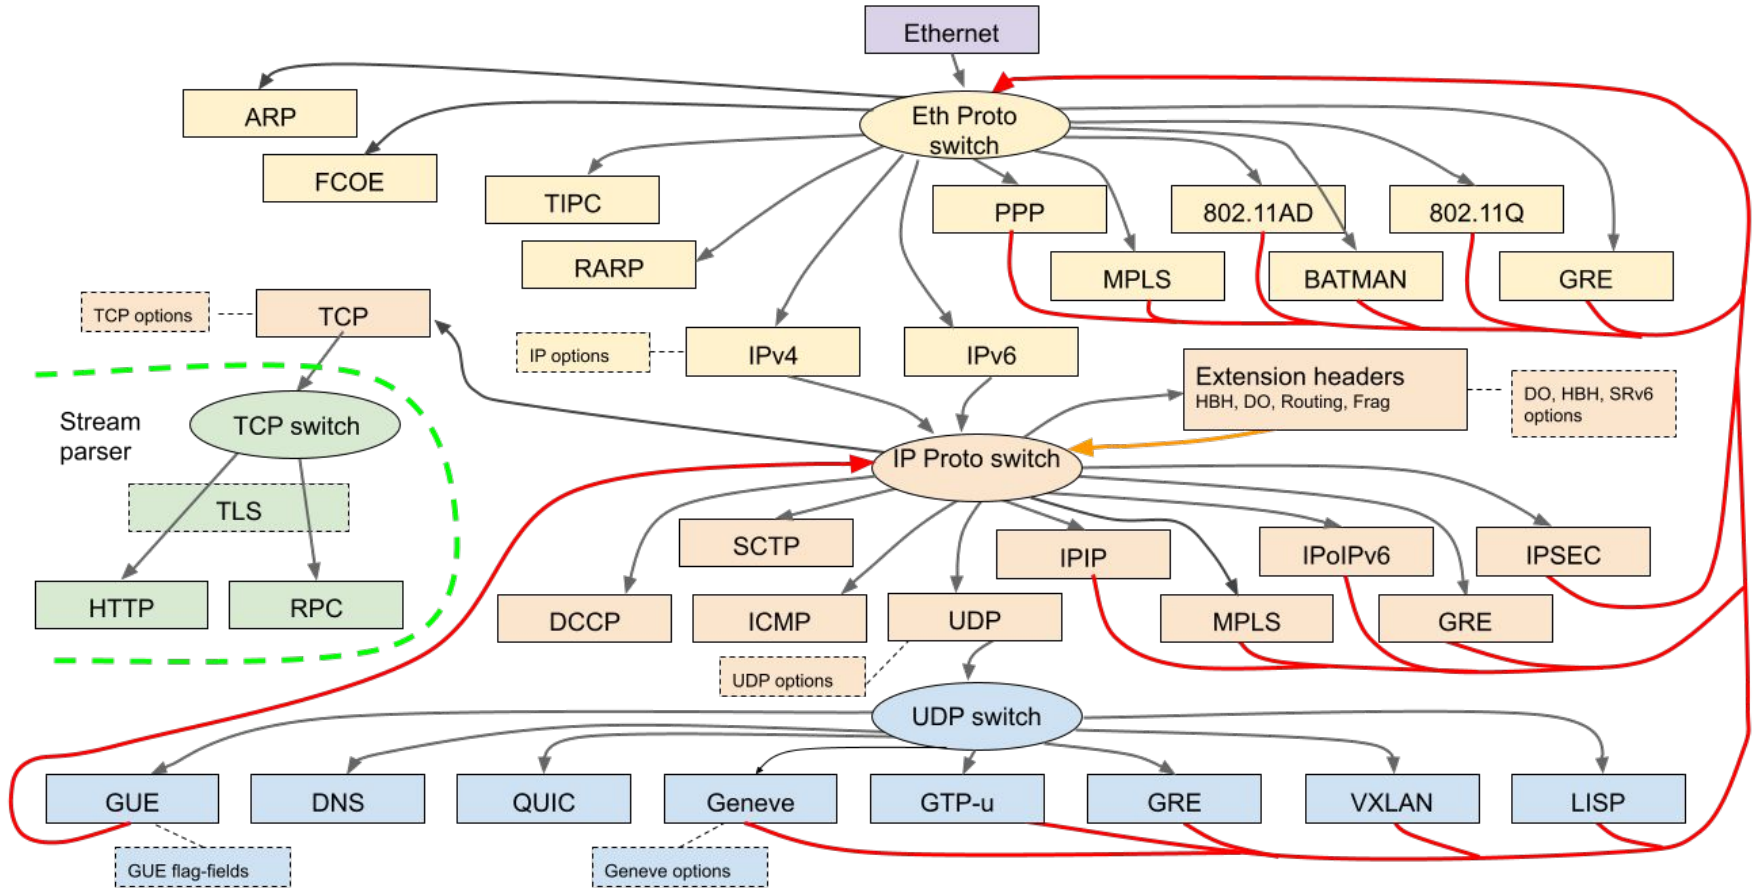 Ethernet
Eth Proto
switch
ARP
FCOE
TIPC
RARP
PPP
802.11AD
802.11Q
MPLS
BATMAN
GRE
TCP options
TCP
IP options
IPv4
IPv6
Extension headers
HBH, DO, Routing, Frag
DO, HBH, SRv6
options
Stream
parser
TCP switch
IP Proto switch
TLS
HTTP
RPC
SCTP
IPIP
IPoIPv6
IPSEC
DCCP
ICMP
UDP
MPLS
GRE
UDP options
UDP switch
GUE
DNS
QUIC
Geneve
GTP-u
GRE
VXLAN
LISP
GUE flag-fields
Geneve options